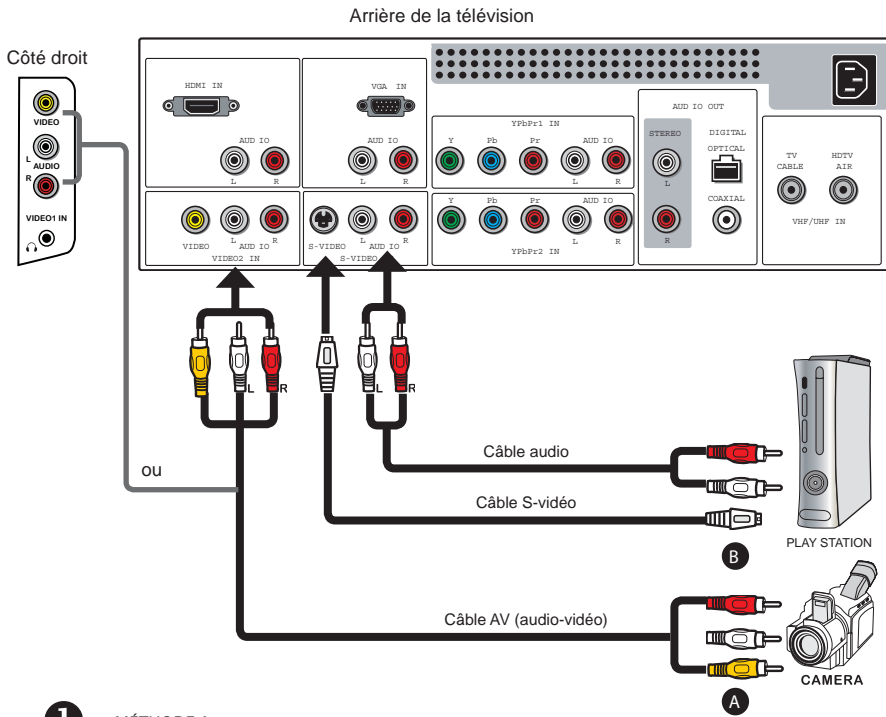 Arrière de la télévision
Côté droit
VIDEO
L
AUDIO
R
VIDEO1 IN
HDMI IN
AUD IO
L R
VGA IN
AUD IO
L R
YPbPr1 IN
Y Pb Pr AUD IO
L R
AUD IO OUT
STEREO
L
R
DIGITAL
OPTICAL
COAXIAL
TV
CABLE
HDTV
AIR
VHF/UHF IN
VIDEO L AUD IO R
VIDEO2 IN
S-VIDEO L AUD IO R
S-VIDEO
Y Pb Pr AUD IO
L R
YPbPr2 IN
L R
L R
ou
Câble audio
Câble S-vidéo
B
PLAY STATION
Câble AV (audio-vidéo)
A
CAMERA